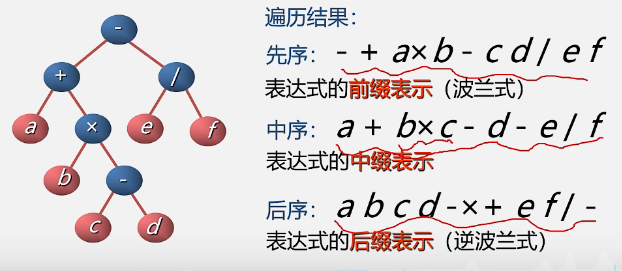 遍历结果：
先序： - + a×b - c d / e f
表达式的前缀表示（波兰式）
中序： a + b×c - d - e / f
表达式的中缀表示
后序： a b c d -×+ e f / -
表达式的后缀表示（逆波兰式）
-
+ /
a × e f
b -
c d